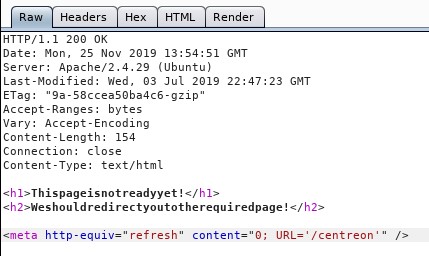 Raw Headers Hex HTML Render
HTTP/1.1 200 OK
Date: Mon, 25 Nov 2019 13:54:51 GMT
Server: Apache/2.4.29 (Ubuntu)
Last-Modified: Wed, 03 Jul 2019 22:47:23 GMT
ETag: "9a-58ccea50ba4c6-gzip"
Accept-Ranges: bytes
Vary: Accept-Encoding
Content-Length: 154
Connection: close
Content-Type: text/html
<h1>Thispageisnotreadyyet!</h1>
<h2>Weshouldredirectyoutotherequiredpage!</h2>
<meta http-equiv="refresh" content="0; URL='/centreon'" />